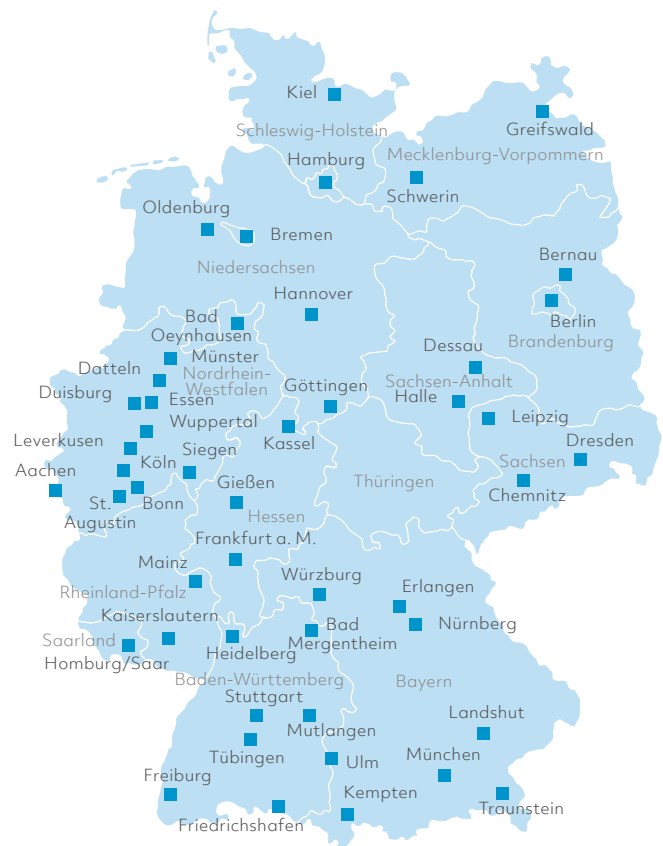 Kiel
Greifswald
Schleswig-Holstein
Mecklenburg-Vorpommern
Hamburg
Schwerin
Oldenburg
Bremen
Bernau
Niedersachsen
Hannover
Bad
Oeynhausen
Berlin
Brandenburg
Dessau
Münster
Datteln
Nordrhein-
Westfalen
Sachsen-Anhalt
Göttingen
Duisburg
Essen
Halle
Leipzig
Wuppertal
Leverkusen
Kassel
Dresden
Siegen
Köln
Sachsen
Aachen
Gießen
Thüringen
Chemnitz
St.
Augustin
Bonn
Hessen
Frankfurt a. M.
Mainz
Würzburg
Erlangen
Rheinland-Pfalz
Kaiserslautern
Bad
Mergentheim
Nürnberg
Saarland
Homburg/Saar
Heidelberg
Baden-Württemberg
Bayern
Stuttgart
Landshut
Mutlangen
Tübingen
Ulm
München
Freiburg
Kempten
Traunstein
Friedrichshafen